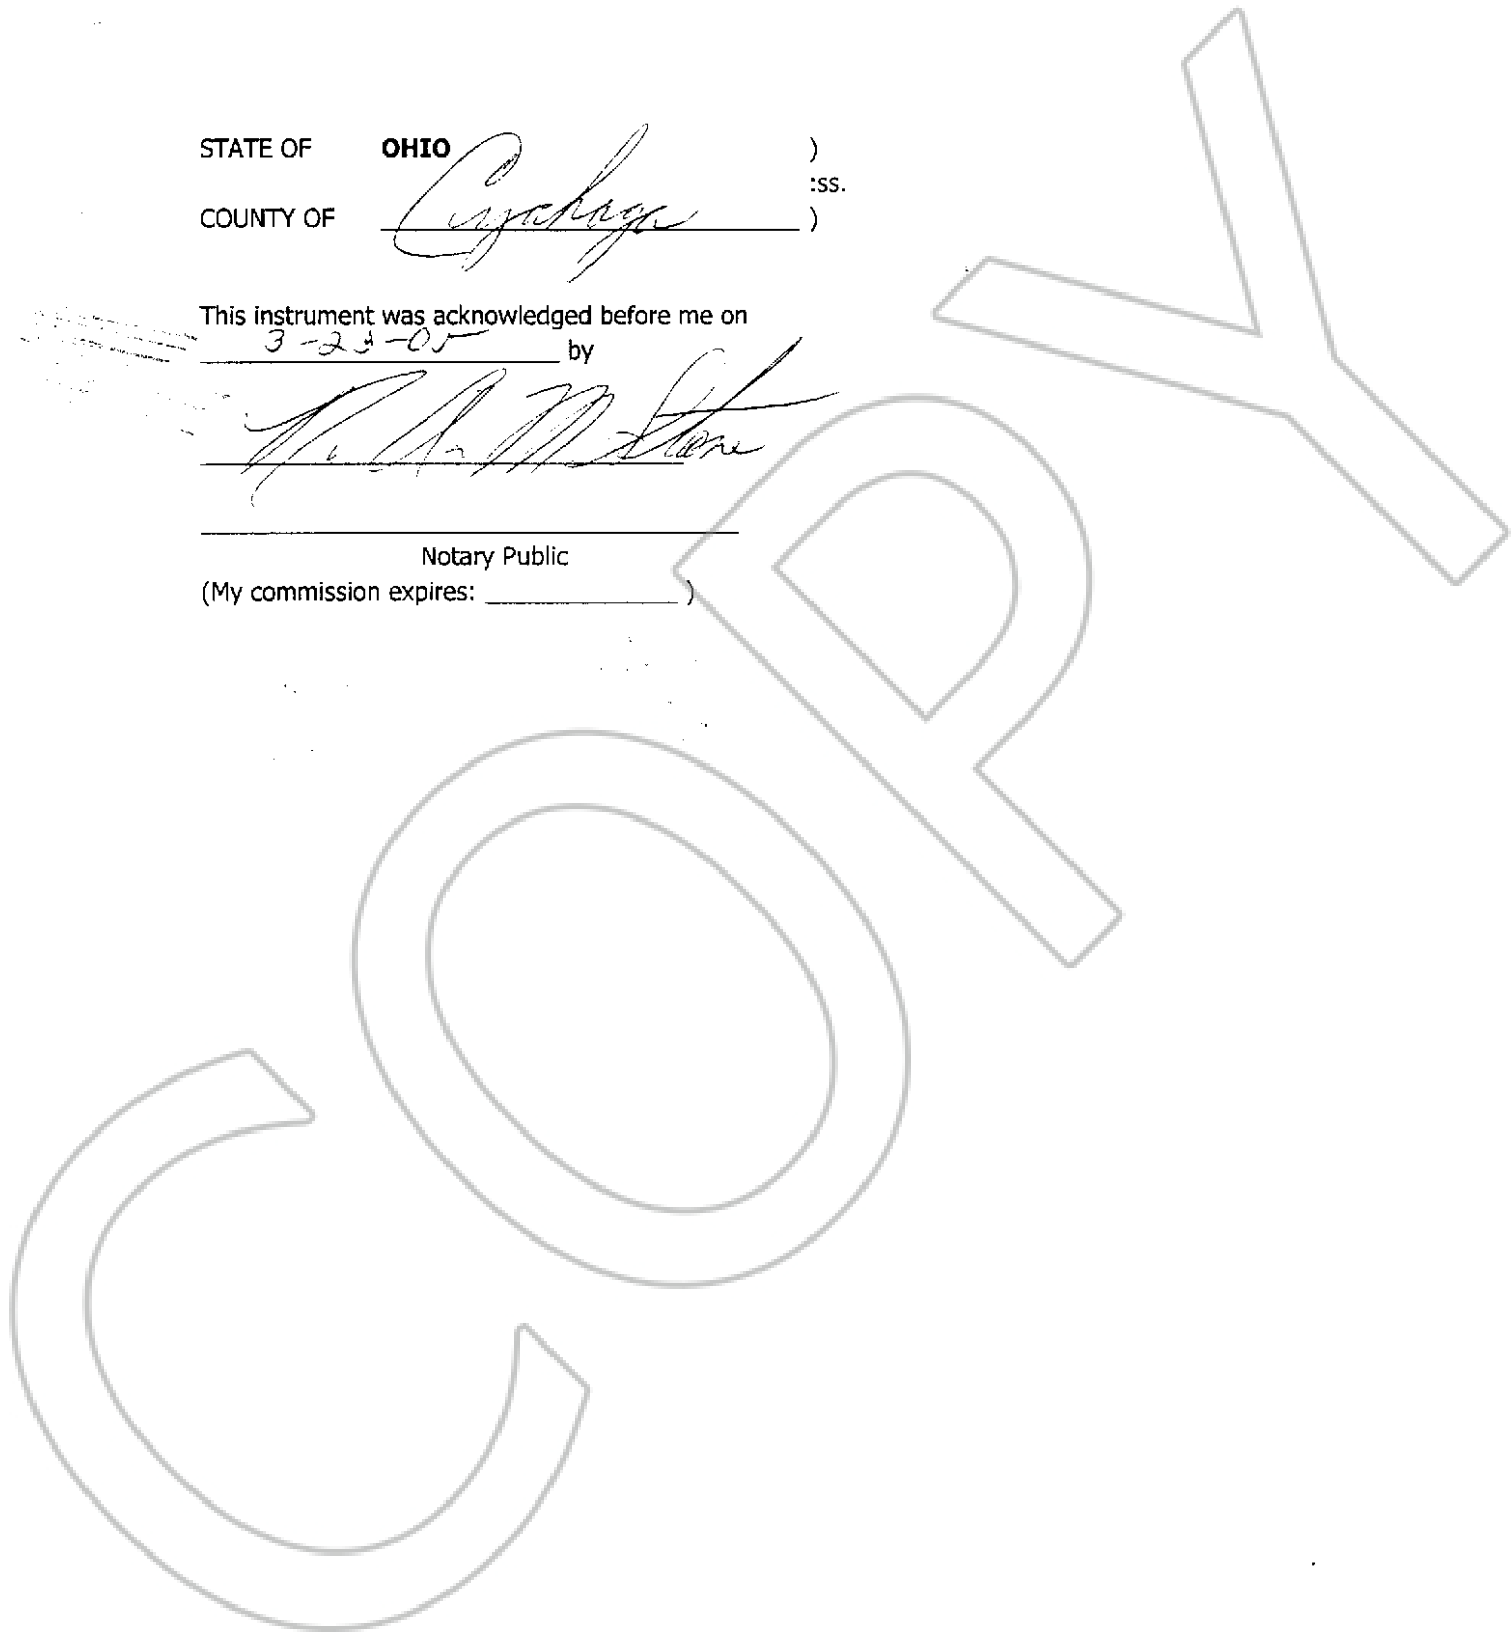 STATE OF OHIO )
:ss.
COUNTY OF Cuyahoga )
This instrument was acknowledged before me on
3-23-05 by
M Stone
Notary Public
(My commission expires: )
COPY